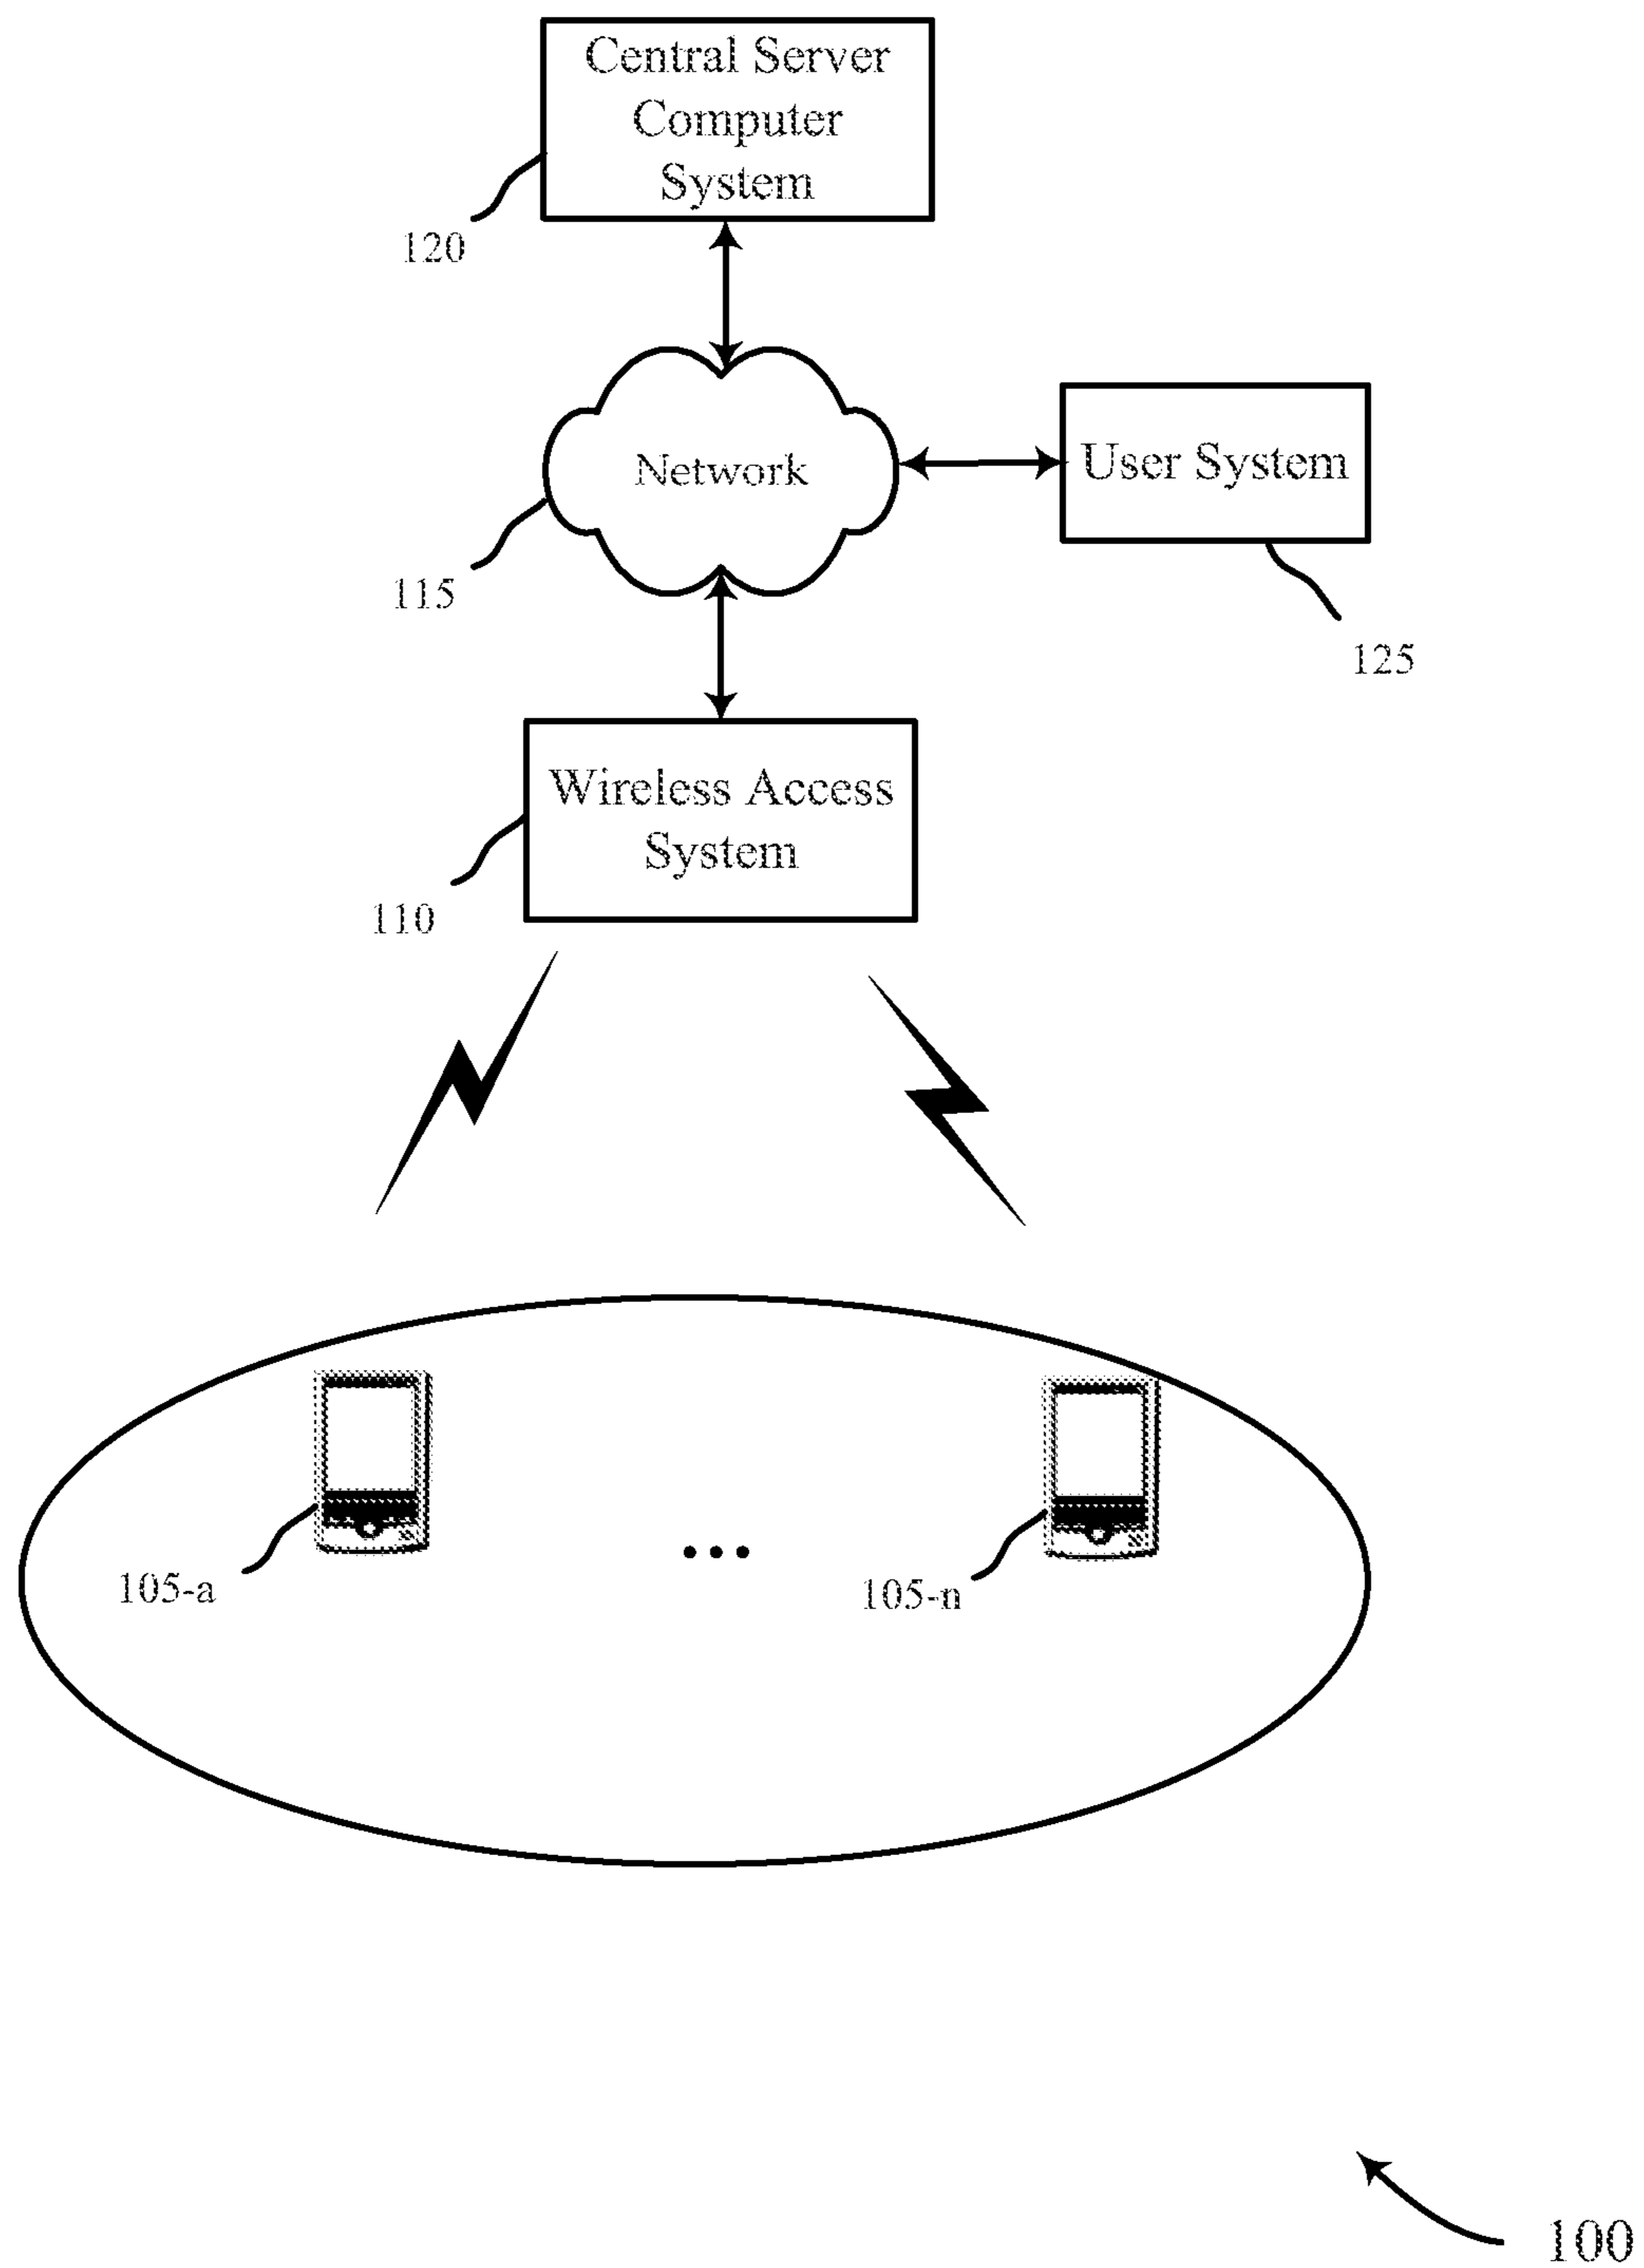 Central Server
Computer
System
120
Network
User System
115
125
Wireless Access
System
110
105-a
...
105-n
100